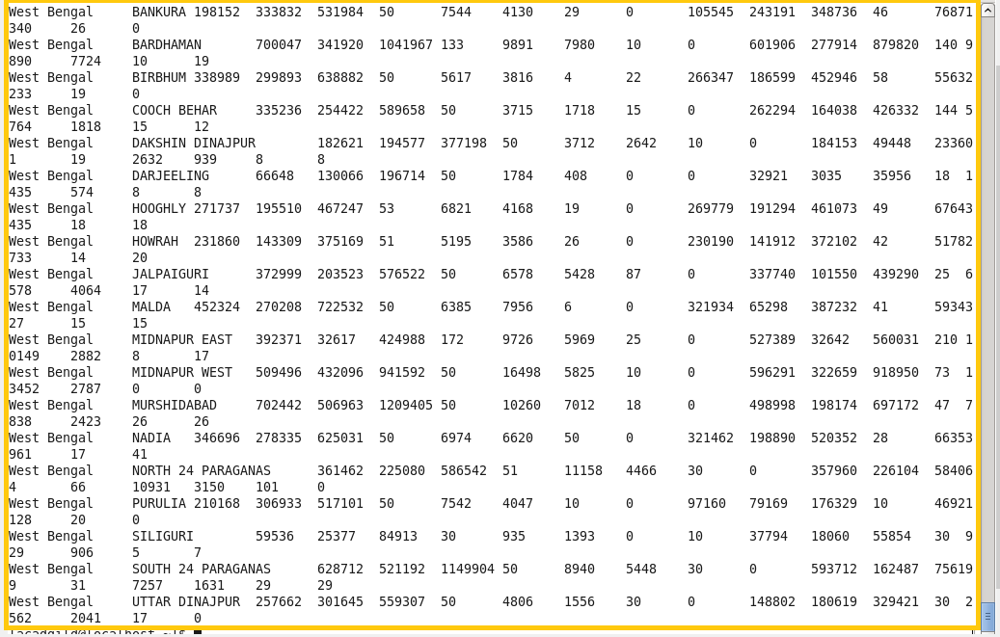 West Bengal     BANKURA 198152  333832  531984  50      7544    4130    29      0       105545  243191  348736  46      76871
340     26      0
West Bengal     BARDHAMAN       700047  341920  1041967 133     9891    7980    10      0       601906  277914  879820  140 9
890     7724    10      19
West Bengal     BIRBHUM 338989  299893  638882  50      5617    3816    4       22      266347  186599  452946  58      55632
233     19      0
West Bengal     COOCH BEHAR     335236  254422  589658  50      3715    1718    15      0       262294  164038  426332  144 5
764     1818    15      12
West Bengal     DAKSHIN DINAJPUR        182621  194577  377198  50      3712    2642    10      0       184153  49448   23360
1       19      2632    939     8       8
West Bengal     DARJEELING      66648   130066  196714  50      1784    408     0       0       32921   3035    35956   18  1
435     574     8       8
West Bengal     HOOGHLY 271737  195510  467247  53      6821    4168    19      0       269779  191294  461073  49      67643
435     18      18
West Bengal     HOWRAH  231860  143309  375169  51      5195    3586    26      0       230190  141912  372102  42      51782
733     14      20
West Bengal     JALPAIGURI      372999  203523  576522  50      6578    5428    87      0       337740  101550  439290  25  6
578     4064    17      14
West Bengal     MALDA   452324  270208  722532  50      6385    7956    6       0       321934  65298   387232  41      59343
27      15      15
West Bengal     MIDNAPUR EAST   392371  32617   424988  172     9726    5969    25      0       527389  32642   560031  210 1
0149    2882    8       17
West Bengal     MIDNAPUR WEST   509496  432096  941592  50      16498   5825    10      0       596291  322659  918950  73  1
3452    2787    0       0
West Bengal     MURSHIDABAD     702442  506963  1209405 50      10260   7012    18      0       498998  198174  697172  47  7
838     2423    26      26
West Bengal     NADIA   346696  278335  625031  50      6974    6620    50      0       321462  198890  520352  28      66353
961     17      41
West Bengal     NORTH 24 PARAGANAS      361462  225080  586542  51      11158   4466    30      0       357960  226104  58406
4       66      10931   3150    101     0
West Bengal     PURULIA 210168  306933  517101  50      7542    4047    10      0       97160   79169   176329  10      46921
128     20      0
West Bengal     SILIGURI        59536   25377   84913   30      935     1393    0       10      37794   18060   55854   30  9
29      906     5       7
West Bengal     SOUTH 24 PARAGANAS      628712  521192  1149904 50      8940    5448    30      0       593712  162487  75619
9       31      7257    1631    29      29
West Bengal     UTTAR DINAJPUR  257662  301645  559307  50      4806    1556    30      0       148802  180619  329421  30  2
562     2041    17      0